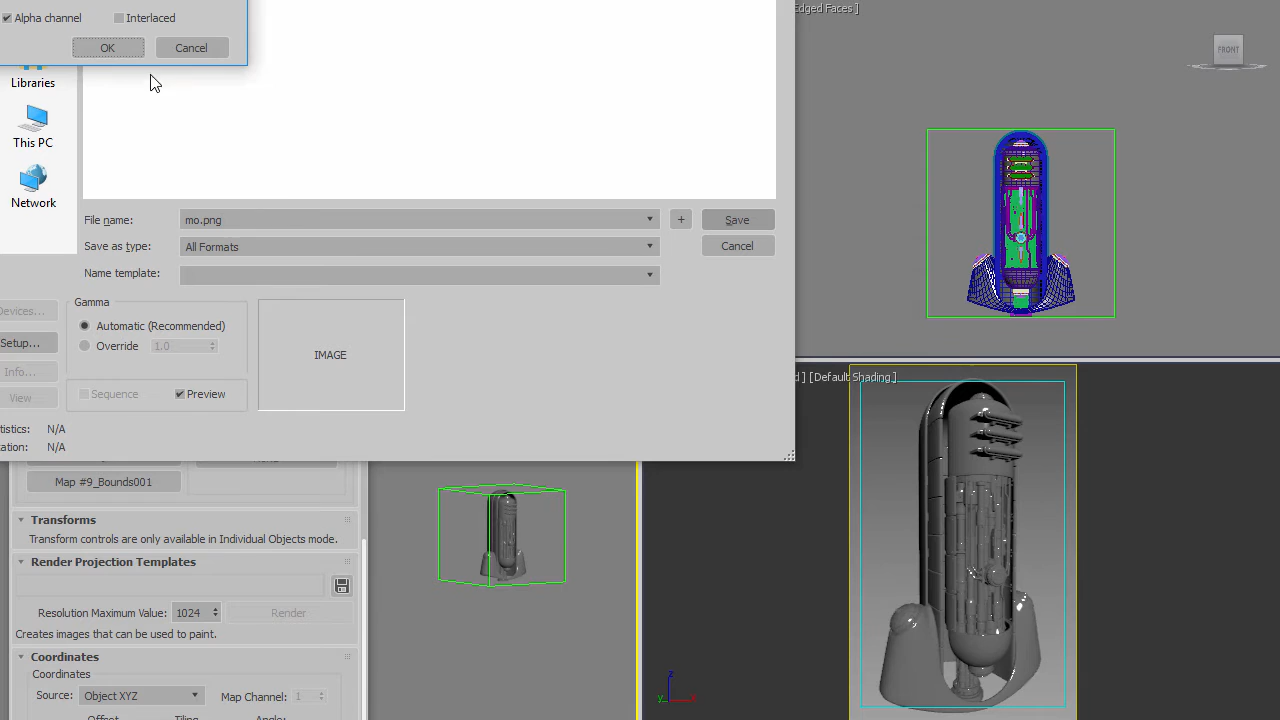 Alpha channel
Interlaced
OK
Cancel
Libraries
This PC
Network
File name:
mo.png
+
Save
Save as type:
All Formats
Cancel
Name template:
Devices...
Setup...
Info...
View
Gamma
Automatic (Recommended)
Override
1.0
Sequence
Preview
IMAGE
tistics: N/A
ation: N/A
Map #9_Bounds001
Transforms
Transform controls are only available in Individual Objects mode.
Render Projection Templates
Resolution Maximum Value: 1024
Render
Creates images that can be used to paint.
Coordinates
Coordinates
Source: Object XYZ
Map Channel: 1
Offset
Tiling
Angle:
dged Faces ]
FRONT
d ] [Default Shading ]
z
y
x